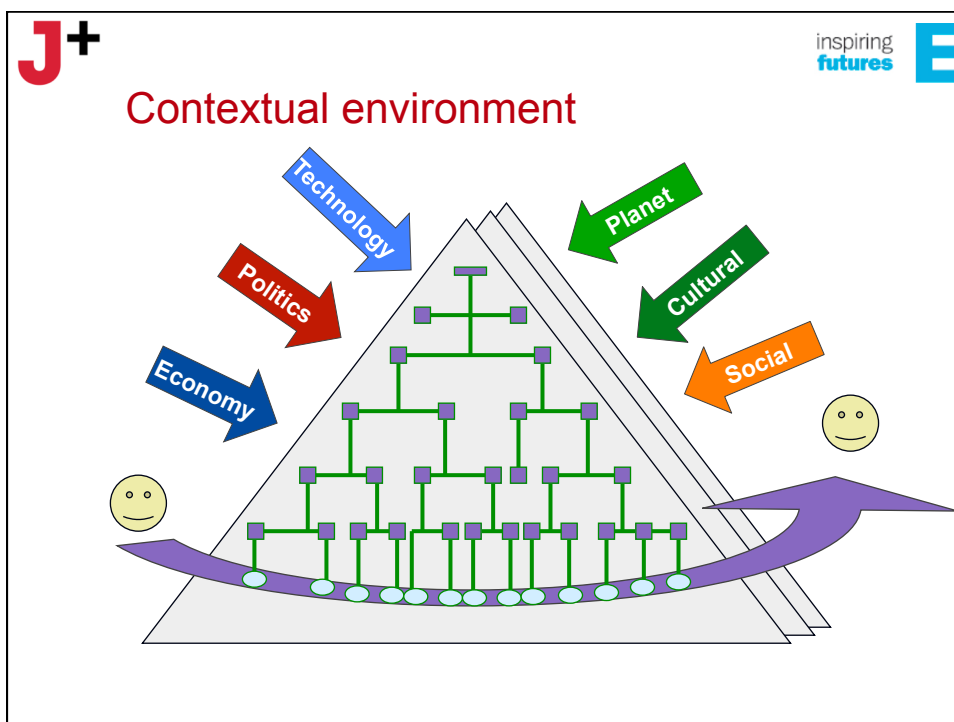 J+
inspiring
futures
E
Contextual environment
Technology
Politics
Economy
Planet
Cultural
Social